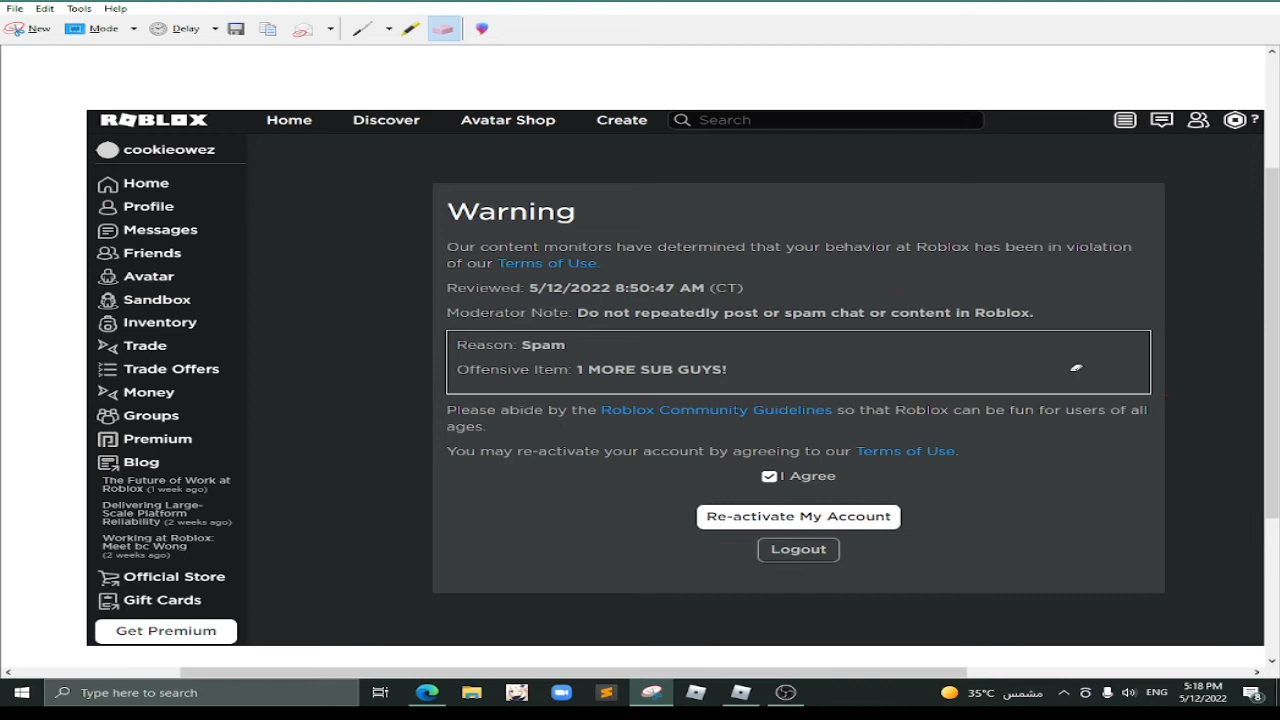 File Edit Tools Help
New Mode Delay
ROBLOX Home Discover Avatar Shop Create Search ?
cookieowez
Home
Profile
Messages
Friends
Avatar
Sandbox
Inventory
Trade
Trade Offers
Money
Groups
Premium
Blog
The Future of Work at
Roblox (1 week ago)
Delivering Large-
Scale Platform
Reliability (2 weeks ago)
Working at Roblox:
Meet bc Wong
(2 weeks ago)
Official Store
Gift Cards
Get Premium
Warning
Our content monitors have determined that your behavior at Roblox has been in violation
of our Terms of Use.
Reviewed: 5/12/2022 8:50:47 AM (CT)
Moderator Note: Do not repeatedly post or spam chat or content in Roblox.
Reason: Spam
Offensive Item: 1 MORE SUB GUYS!
Please abide by the Roblox Community Guidelines so that Roblox can be fun for users of all
ages.
You may re-activate your account by agreeing to our Terms of Use.
I Agree
Re-activate My Account
Logout
Type here to search
35°C مشمس ENG
5:18 PM
5/12/2022
8